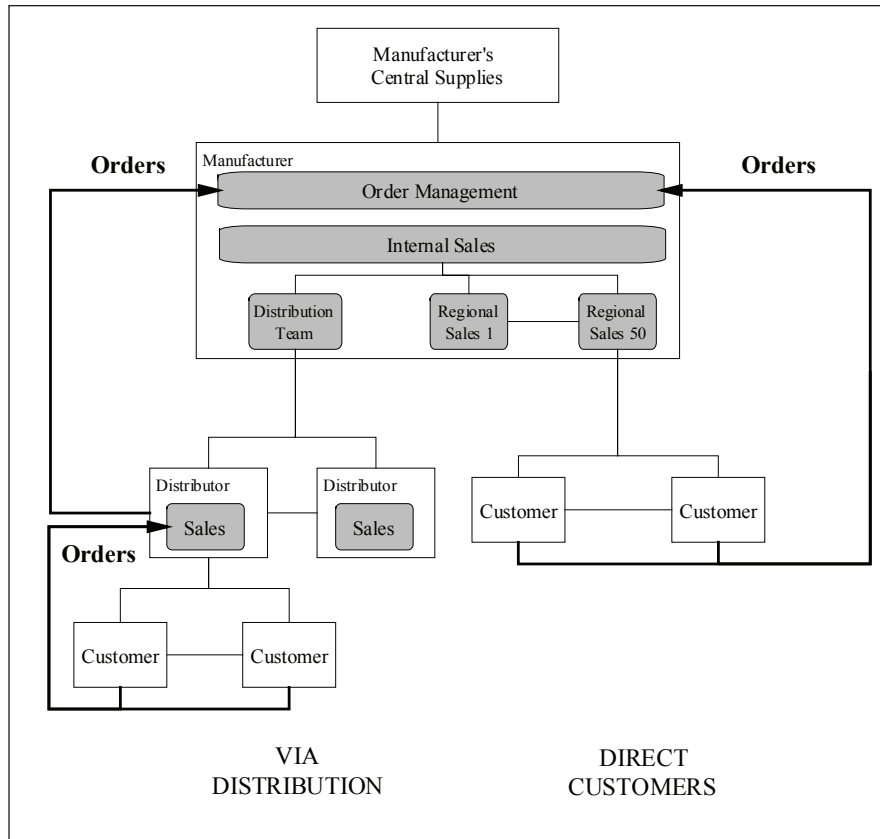 Manufacturer's
Central Supplies
Orders
Manufacturer
Orders
Order Management
Internal Sales
Distribution
Team
Regional
Sales 1
Regional
Sales 50
Distributor
Sales
Distributor
Sales
Customer
Customer
Orders
Customer
Customer
VIA
DISTRIBUTION
DIRECT
CUSTOMERS